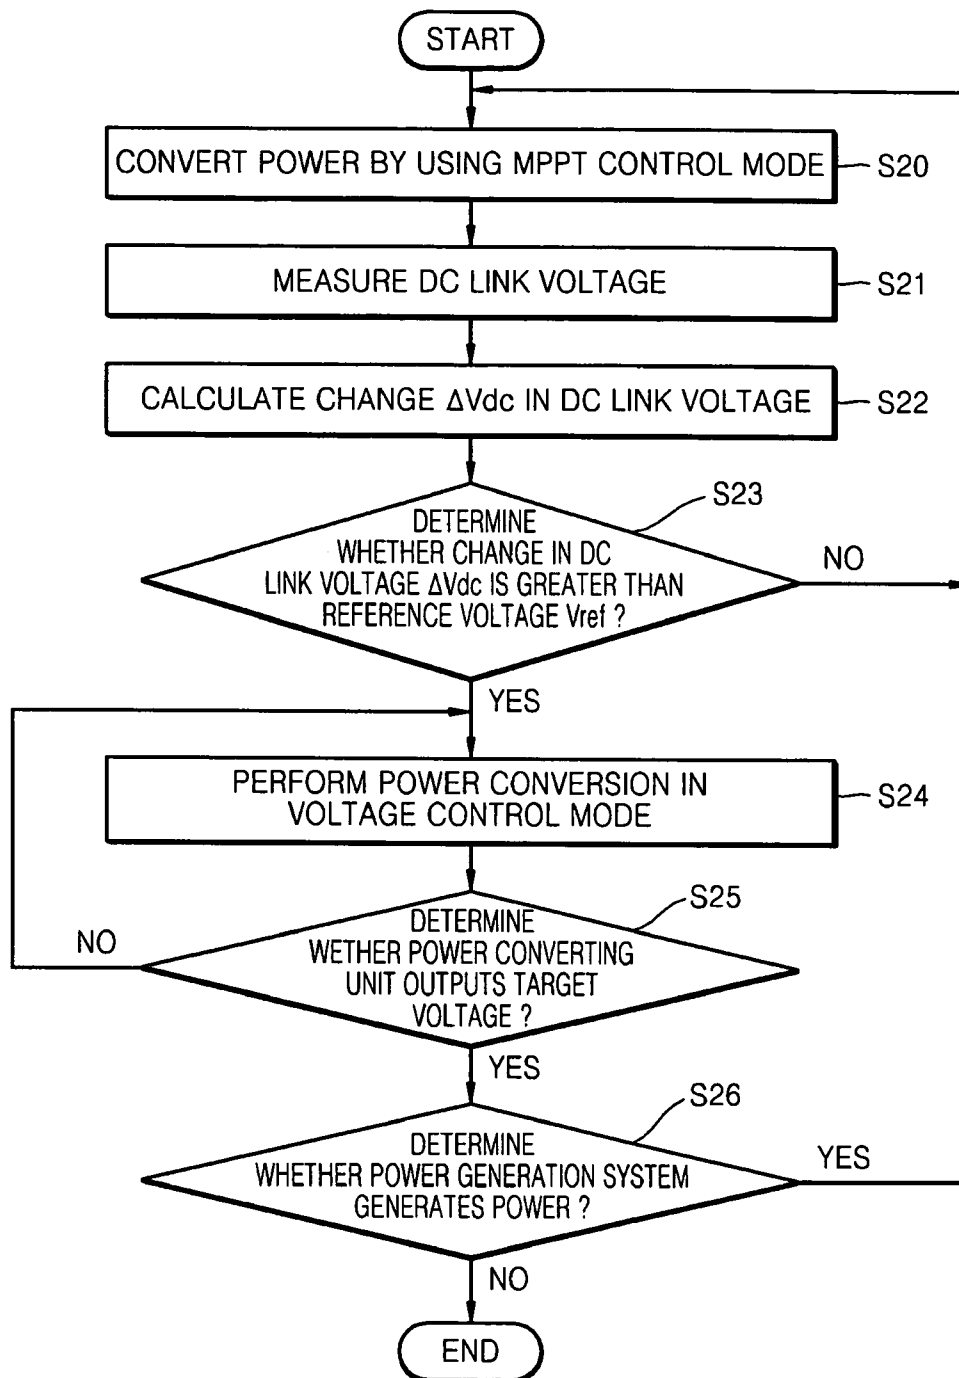 START
CONVERT POWER BY USING MPPT CONTROL MODE
S20
MEASURE DC LINK VOLTAGE
S21
CALCULATE CHANGE ΔVdc IN DC LINK VOLTAGE
S22
S23
DETERMINE
WHETHER CHANGE IN DC
LINK VOLTAGE ΔVdc IS GREATER THAN
REFERENCE VOLTAGE Vref ?
NO
YES
PERFORM POWER CONVERSION IN
VOLTAGE CONTROL MODE
S24
S25
DETERMINE
WETHER POWER CONVERTING
UNIT OUTPUTS TARGET
VOLTAGE ?
NO
YES
S26
DETERMINE
WHETHER POWER GENERATION SYSTEM
GENERATES POWER ?
YES
NO
END